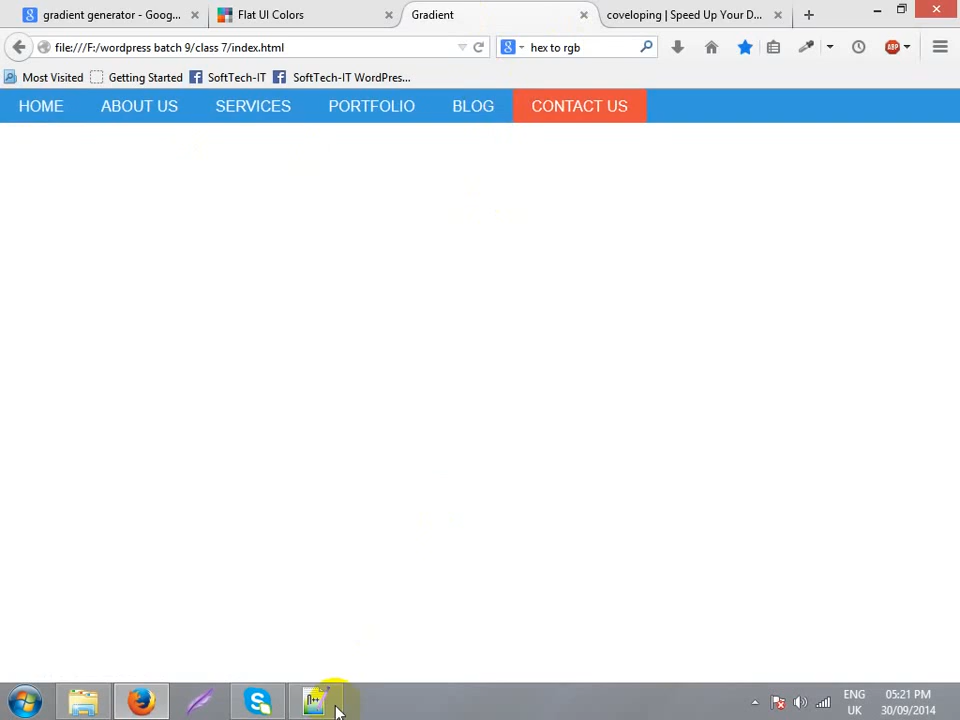 gradient generator - Goog...
Flat UI Colors
Gradient
coveloping | Speed Up Your D...
file:///F:/wordpress batch 9/class 7/index.html
hex to rgb
ABP
Most Visited
Getting Started
SoftTech-IT
SoftTech-IT WordPres...
HOME
ABOUT US
SERVICES
PORTFOLIO
BLOG
CONTACT US
ENG
UK
05:21 PM
30/09/2014